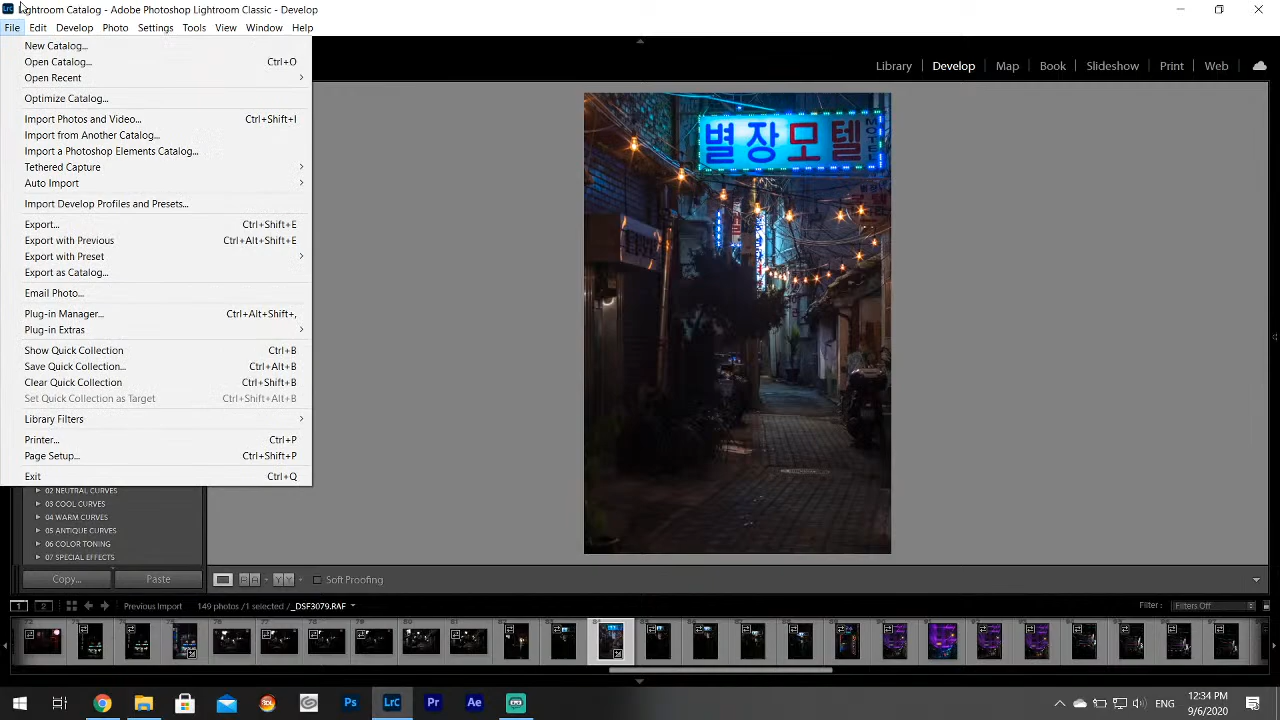 Lightroom Catalog - Adobe Photoshop Lightroom Classic - Develop
File Edit Develop Photo Settings Tools View Window Help
New Catalog...
Open Catalog... Ctrl+O
Open Recent
Optimize Catalog...
Import Photos and Video... Ctrl+Shift+I
Import from Another Catalog...
Import a Photoshop Elements Catalog...
Tethered Capture
Auto Import
Import Develop Profiles and Presets...
Export... Ctrl+Shift+E
Export with Previous Ctrl+Alt+Shift+E
Export with Preset
Export as Catalog...
Email Photo...
Plug-in Manager... Ctrl+Alt+Shift+,
Plug-in Extras
Show Quick Collection Ctrl+B
Save Quick Collection... Ctrl+Alt+B
Clear Quick Collection Ctrl+Shift+B
Set Quick Collection as Target Ctrl+Shift+Alt+B
Library Filters
Printer... Ctrl+P
Page Setup... Ctrl+Shift+P
Exit Ctrl+Q
Library Develop Map Book Slideshow Print Web
별장모텔
MOTEL
02 NEUTRAL CURVES
03 COOL CURVES
04 WARM CURVES
05 ANTIQUE CURVES
06 COLOR TONING
07 SPECIAL EFFECTS
Copy... Paste
Soft Proofing
1 2 Previous Import 149 photos /1 selected /_DSF3079.RAF Filter : Filters Off
Ps LrC Pr Ae
ENG
12:34 PM
9/6/2020